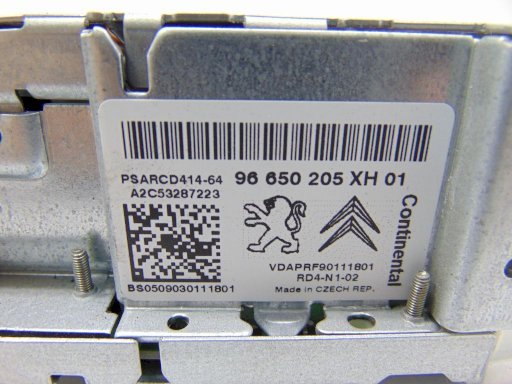 PSARCD414-64 96 650 205 XH 01
A2C53287223
Continental
VDAPRF90111801
RD4-N1-02
BS0509030111801 Made in CZECH REP.